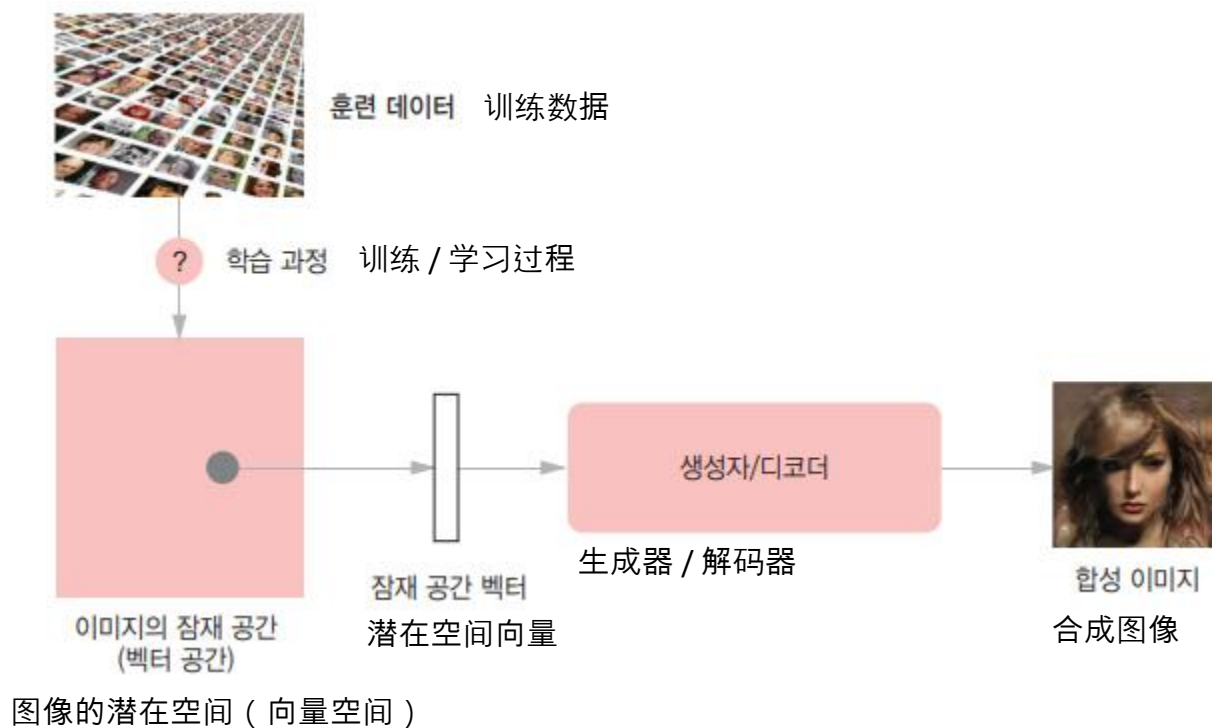 훈련 데이터 训练数据
? 학습 과정 训练 / 学习过程
생성자/디코더
生成器 / 解码器
잠재 공간 벡터
潜在空间向量
합성 이미지
合成图像
이미지의 잠재 공간
(벡터 공간)
图像的潜在空间（向量空间）